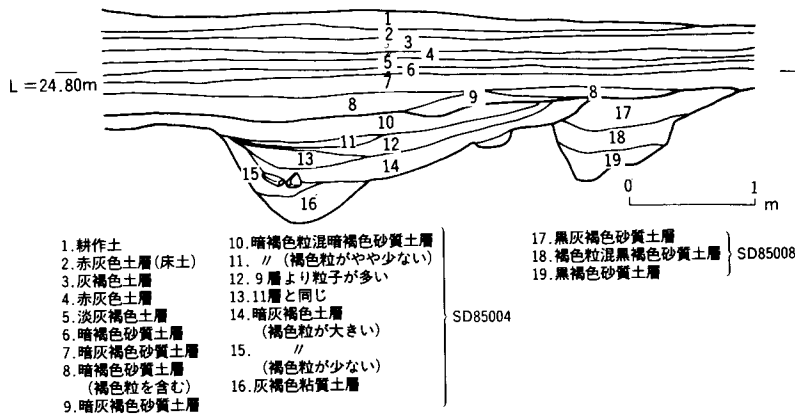 1
2
3
4
5
6
7
L=24.80m
8
9
8
10
11
12
13
14
15
16
17
18
19
0 1
m
1.耕作土
2.赤灰色土層(床土)
3.灰褐色土層
4.赤灰色土層
5.淡灰褐色土層
6.暗褐色砂質土層
7.暗灰褐色砂質土層
8.暗褐色砂質土層
(褐色粒を含む)
9.暗灰褐色砂質土層
10.暗褐色粒混暗褐色砂質土層
11. 〃 (褐色粒がやや少ない)
12.9層より粒子が多い
13.11層と同じ
14.暗灰褐色土層
(褐色粒が大きい)
15. 〃
(褐色粒が少ない)
16.灰褐色粘質土層
SD85004
17.黒灰褐色砂質土層
18.褐色粒混黒褐色砂質土層
19.黒褐色砂質土層
SD85008